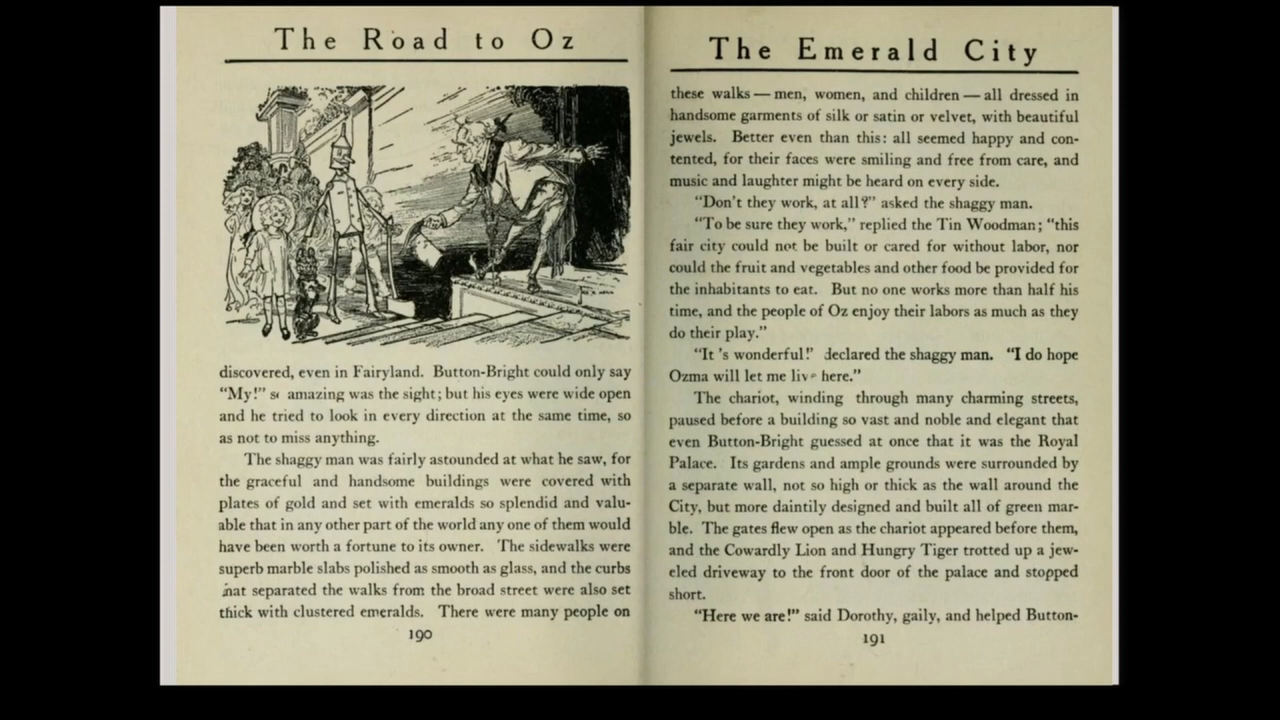 The Road to Oz
discovered, even in Fairyland. Button-Bright could only say
"My!" so amazing was the sight; but his eyes were wide open
and he tried to look in every direction at the same time, so
as not to miss anything.
The shaggy man was fairly astounded at what he saw, for
the graceful and handsome buildings were covered with
plates of gold and set with emeralds so splendid and valu-
able that in any other part of the world any one of them would
have been worth a fortune to its owner. The sidewalks were
superb marble slabs polished as smooth as glass, and the curbs
that separated the walks from the broad street were also set
thick with clustered emeralds. There were many people on
190
The Emerald City
these walks — men, women, and children — all dressed in
handsome garments of silk or satin or velvet, with beautiful
jewels. Better even than this: all seemed happy and con-
tented, for their faces were smiling and free from care, and
music and laughter might be heard on every side.
"Don't they work, at all?" asked the shaggy man.
"To be sure they work," replied the Tin Woodman; "this
fair city could not be built or cared for without labor, nor
could the fruit and vegetables and other food be provided for
the inhabitants to eat. But no one works more than half his
time, and the people of Oz enjoy their labors as much as they
do their play."
"It 's wonderful!" declared the shaggy man. "I do hope
Ozma will let me live here."
The chariot, winding through many charming streets,
paused before a building so vast and noble and elegant that
even Button-Bright guessed at once that it was the Royal
Palace. Its gardens and ample grounds were surrounded by
a separate wall, not so high or thick as the wall around the
City, but more daintily designed and built all of green mar-
ble. The gates flew open as the chariot appeared before them,
and the Cowardly Lion and Hungry Tiger trotted up a jew-
eled driveway to the front door of the palace and stopped
short.
"Here we are!" said Dorothy, gaily, and helped Button-
191